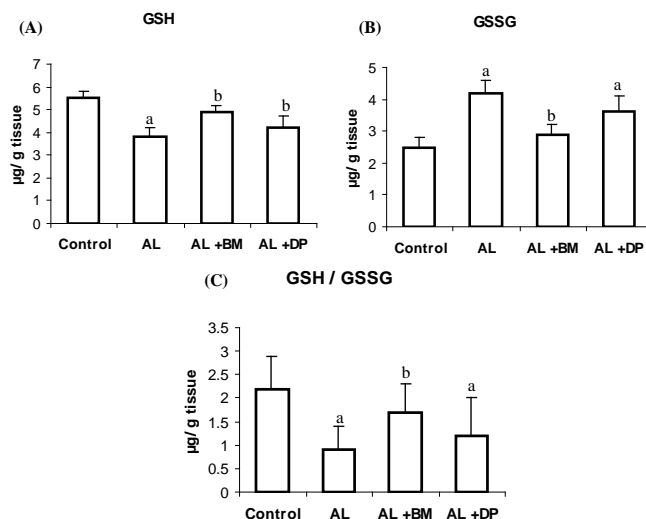 (A) GSH
µg/ g tissue
7
6
5
4
3
2
1
0
a
b
b
Control AL AL +BM AL +DP
(B) GSSG
µg/ g tissue
5
4
3
2
1
0
a
b
a
Control AL AL +BM AL +DP
(C) GSH / GSSG
µg/ g tissue
3.5
3
2.5
2
1.5
1
0.5
0
a
b
a
Control AL AL +BM AL +DP